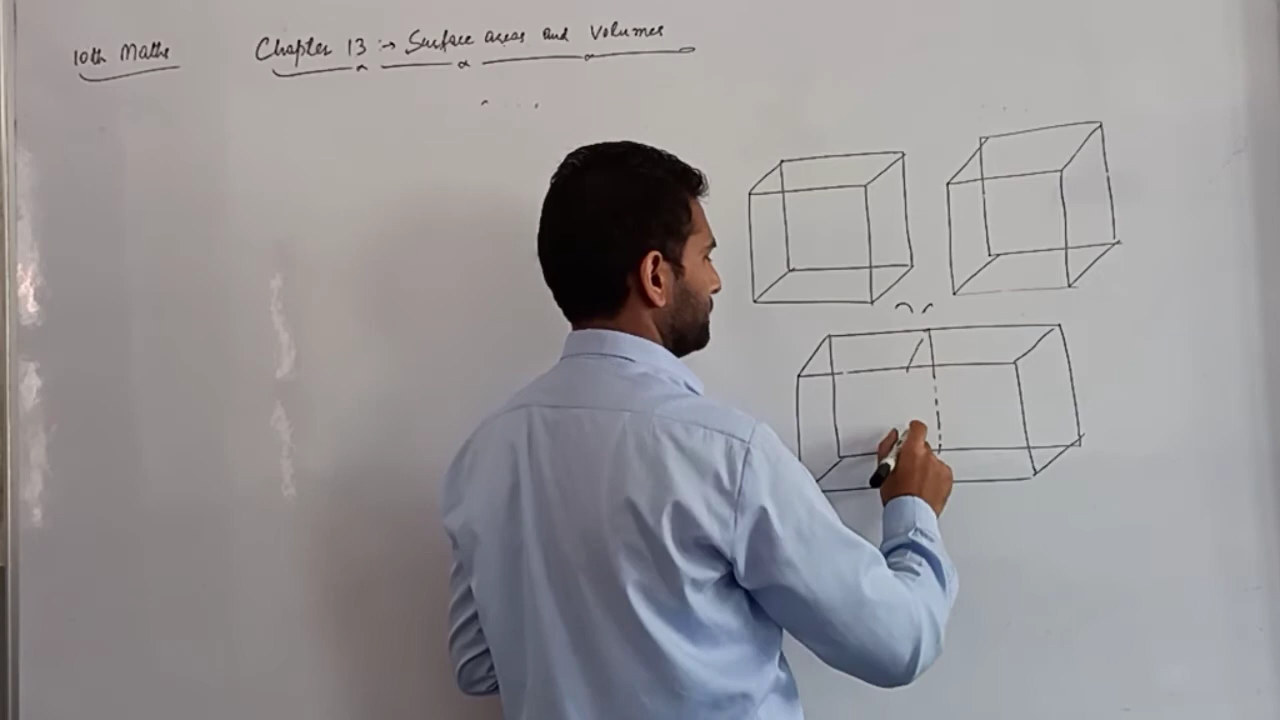 10th Maths Chapter 13 :→ Surface areas and Volumes